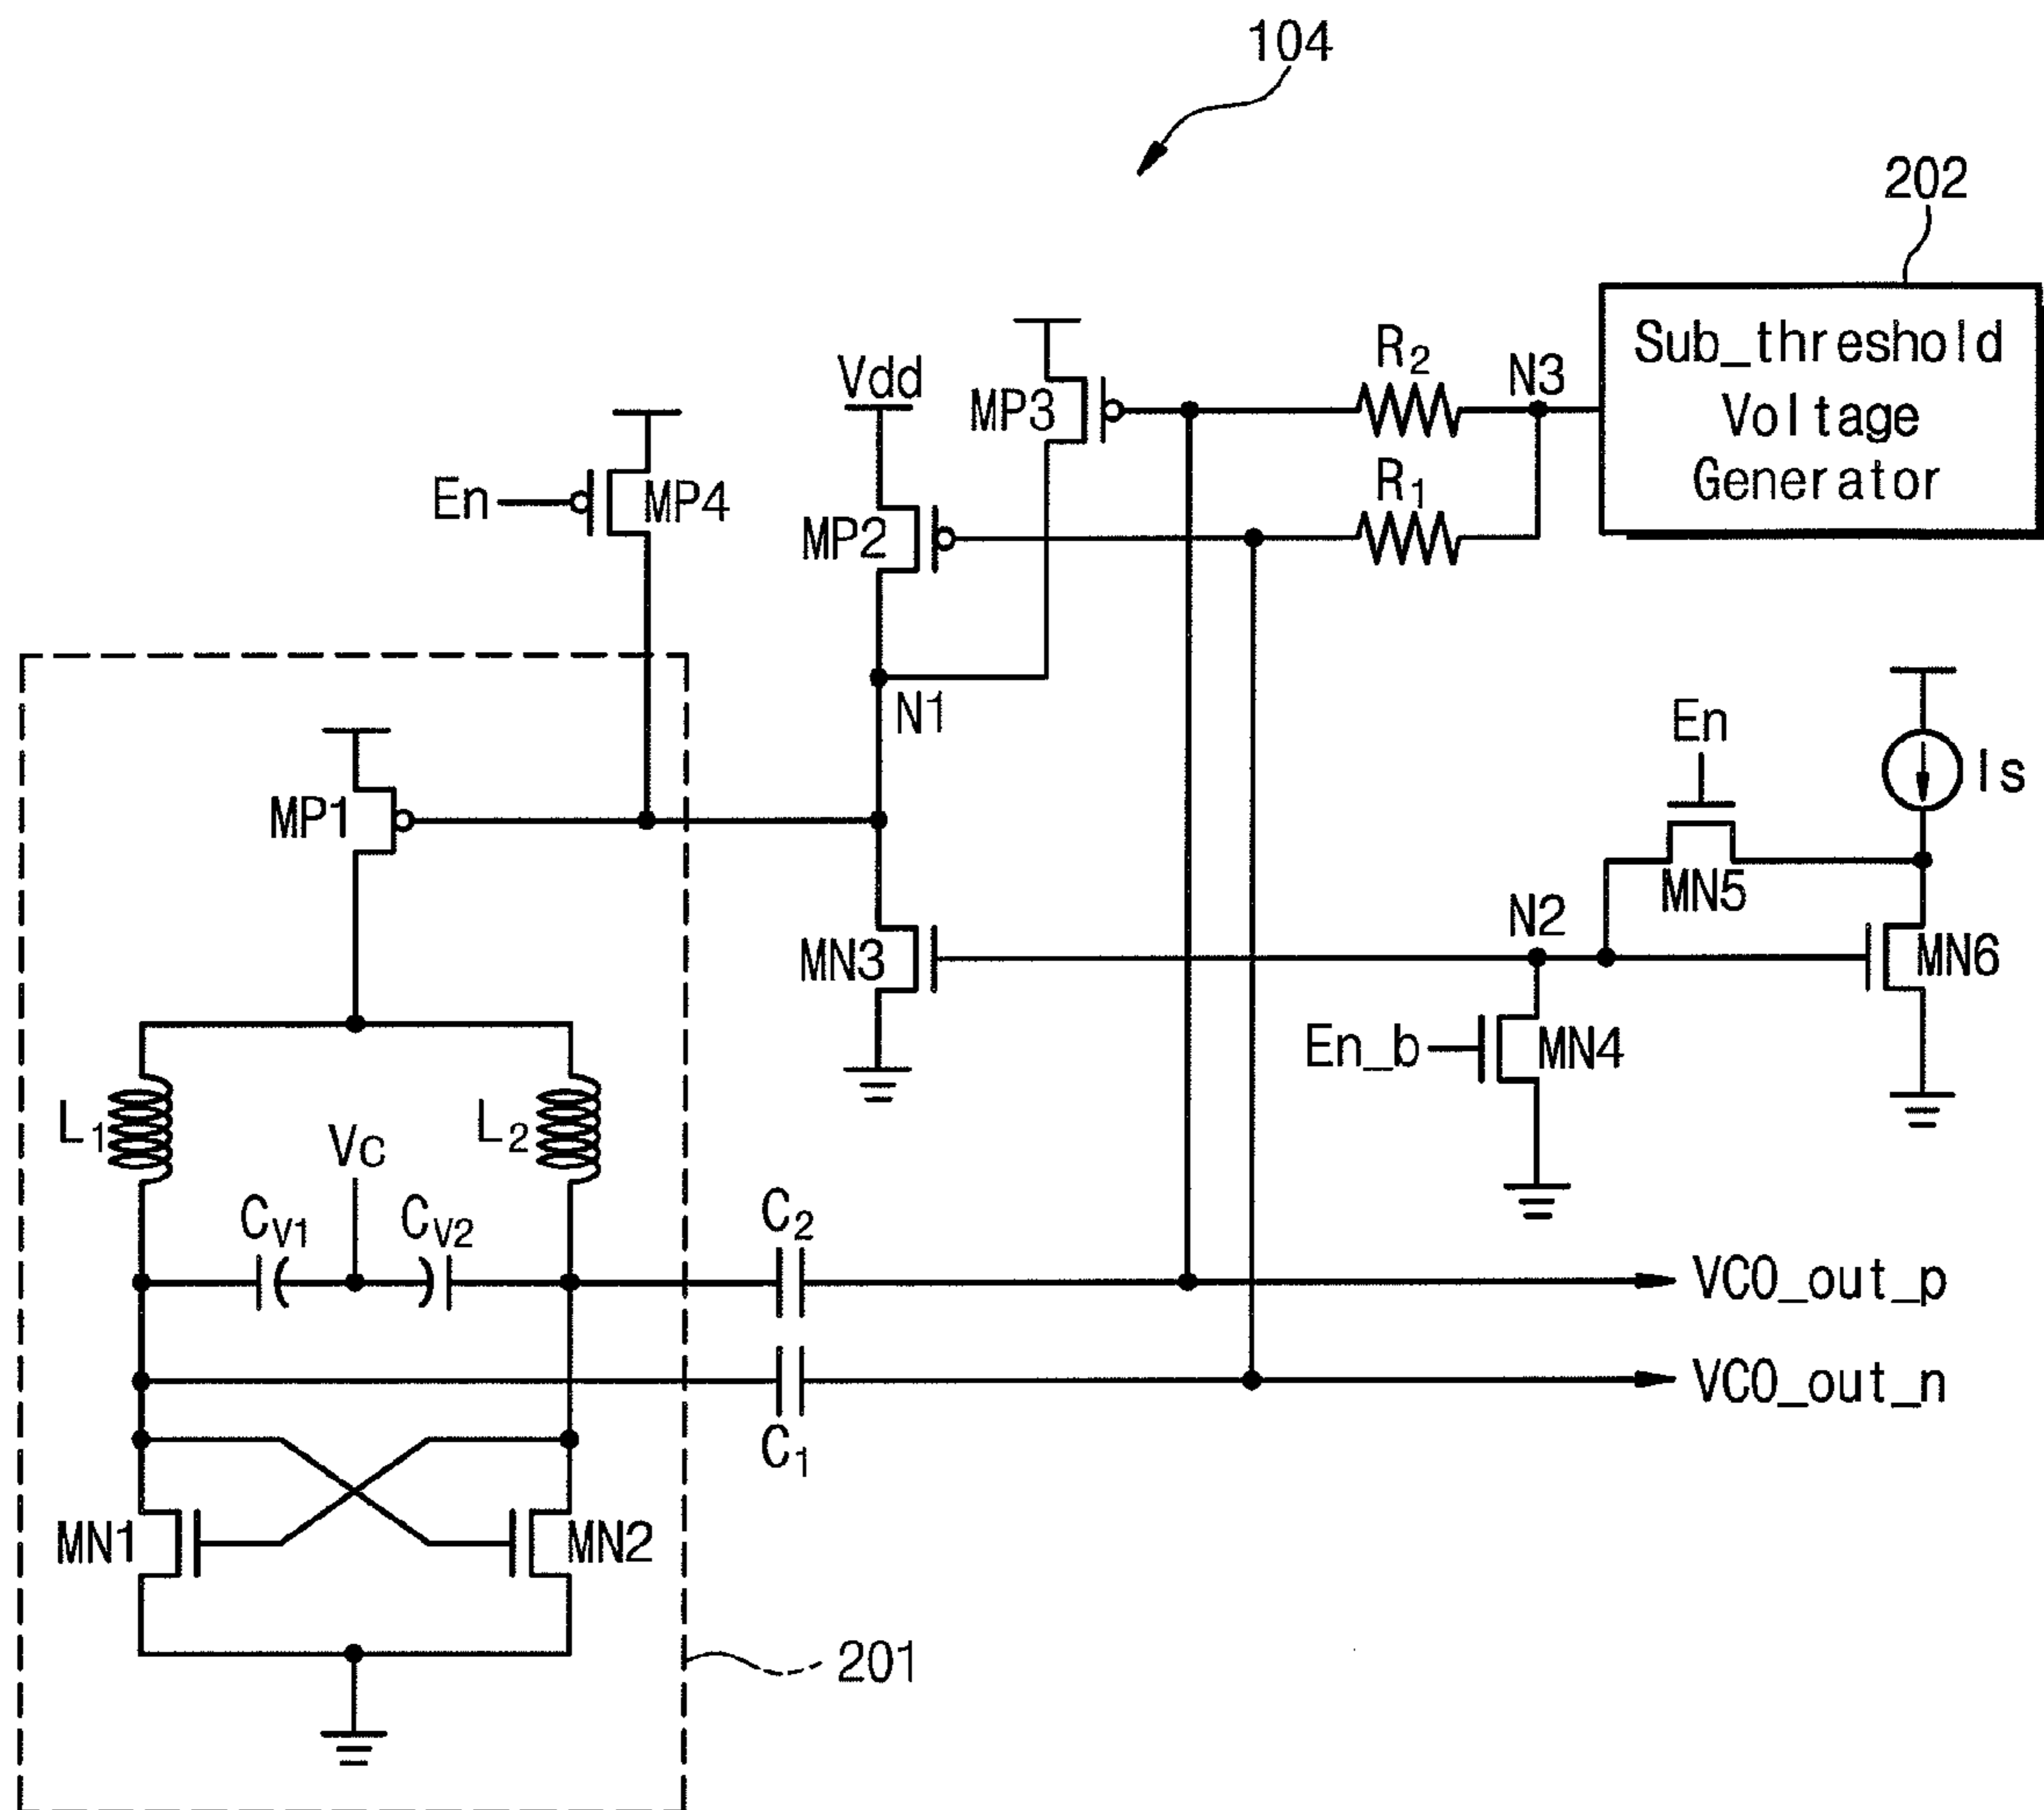 104
202
Sub_threshold
Voltage
Generator
R2
N3
Vdd
MP3
R1
En
MP4
MP2
N1
En
Is
MP1
MN5
N2
MN3
MN6
En_b
MN4
L1
L2
VC
CV1
CV2
C2
VCO_out_p
VCO_out_n
C1
MN1
MN2
201